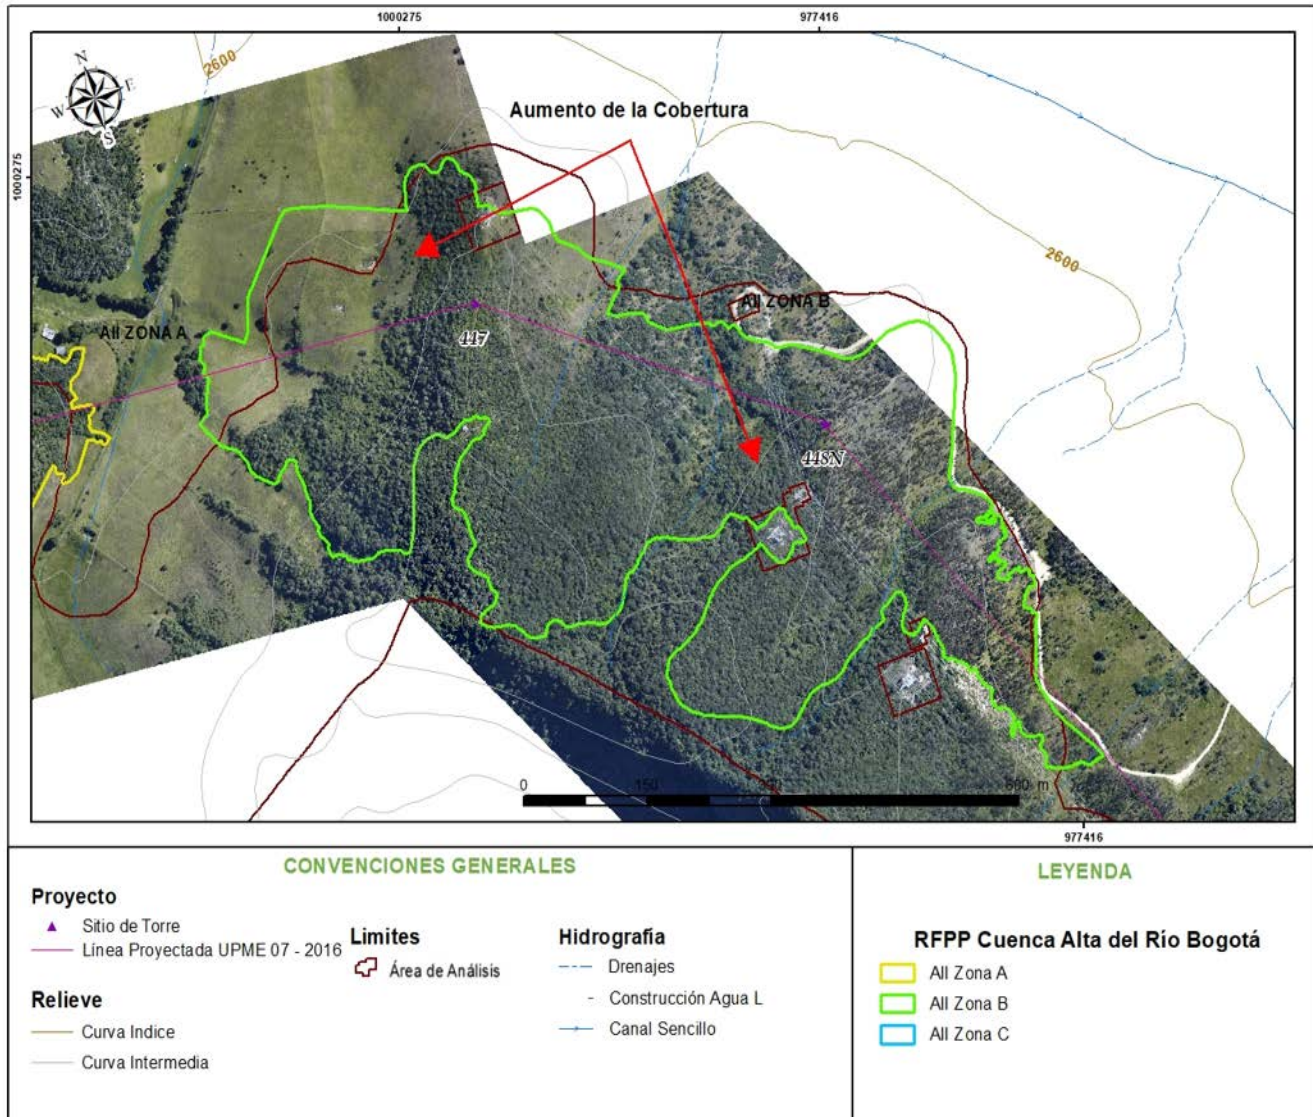 1000275
977416
1000275
N
E
W
S
2600
Aumento de la Cobertura
2600
AII ZONA B
AII ZONA A
447
448N
0
150
600 m
977416
CONVENCIONES GENERALES
Proyecto
Sitio de Torre
Línea Proyectada UPME 07 - 2016
Relieve
Curva Indice
Curva Intermedia
Limites
Área de Análisis
Hidrografía
Drenajes
Construcción Agua L
Canal Sencillo
LEYENDA
RFPP Cuenca Alta del Río Bogotá
AII Zona A
AII Zona B
AII Zona C